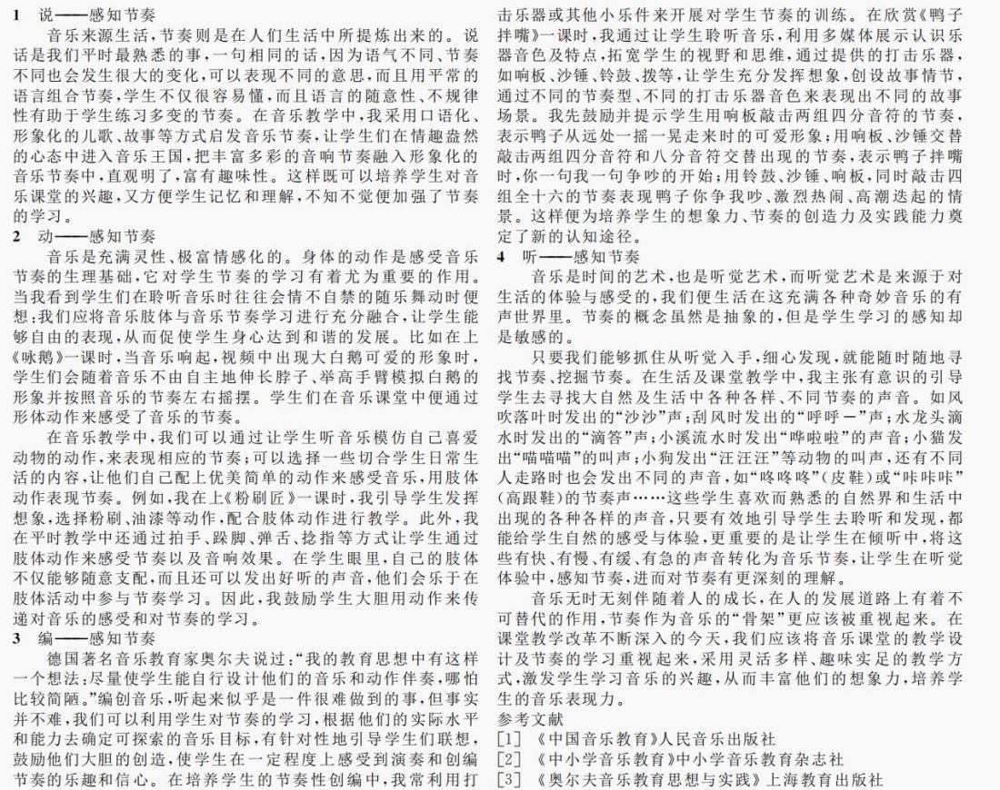 1 说——感知节奏
音乐来源生活,节奏则是在人们生活中所提炼出来的。说
话是我们平时最熟悉的事,一句相同的话,因为语气不同、节奏
不同也会发生很大的变化,可以表现不同的意思,而且用平常的
语言组合节奏,学生不仅很容易懂,而且语言的随意性、不规律
性有助于学生练习多变的节奏。在音乐教学中,我采用口语化、
形象化的儿歌、故事等方式启发音乐节奏,让学生们在情趣盎然
的心态中进入音乐王国,把丰富多彩的音响节奏融入形象化的
音乐节奏中,直观明了,富有趣味性。这样既可以培养学生对音
乐课堂的兴趣,又方便学生记忆和理解,不知不觉便加强了节奏
的学习。
2 动——感知节奏
音乐是充满灵性、极富情感化的。身体的动作是感受音乐
节奏的生理基础,它对学生节奏的学习有着尤为重要的作用。
当我看到学生们在聆听音乐时往往会情不自禁的随乐舞动时便
想:我们应将音乐肢体与音乐节奏学习进行充分融合,让学生能
够自由的表现,从而促使学生身心达到和谐的发展。比如在上
《咏鹅》一课时,当音乐响起,视频中出现大白鹅可爱的形象时,
学生们会随着音乐不由自主地伸长脖子、举高手臂模拟白鹅的
形象并按照音乐的节奏左右摇摆。学生们在音乐课堂中便通过
形体动作来感受了音乐的节奏。
在音乐教学中,我们可以通过让学生听音乐模仿自己喜爱
动物的动作,来表现相应的节奏;可以选择一些切合学生日常生
活的内容,让他们自己配上优美简单的动作来感受音乐,用肢体
动作表现节奏。例如,我在上《粉刷匠》一课时,我引导学生发挥
想象,选择粉刷、油漆等动作,配合肢体动作进行教学。此外,我
在平时教学中还通过拍手、跺脚、弹舌、捻指等方式让学生通过
肢体动作来感受节奏以及音响效果。在学生眼里,自己的肢体
不仅能够随意支配,而且还可以发出好听的声音,他们会乐于在
肢体活动中参与节奏学习。因此,我鼓励学生大胆用动作来传
递对音乐的感受和对节奏的学习。
3 编——感知节奏
德国著名音乐教育家奥尔夫说过:“我的教育思想中有这样
一个想法:尽量使学生能自行设计他们的音乐和动作伴奏,哪怕
比较简陋。”编创音乐,听起来似乎是一件很难做到的事,但事实
并不难,我们可以利用学生对节奏的学习,根据他们的实际水平
和能力去确定可探索的音乐目标,有针对性地引导学生们联想,
鼓励他们大胆的创造,使学生在一定程度上感受到演奏和创编
节奏的乐趣和信心。在培养学生的节奏性创编中,我常利用打
击乐器或其他小乐件来开展对学生节奏的训练。在欣赏《鸭子
拌嘴》一课时,我通过让学生聆听音乐,利用多媒体展示认识乐
器音色及特点,拓宽学生的视野和思维,通过提供的打击乐器,
如响板、沙锤、铃鼓、拨等,让学生充分发挥想象,创设故事情节,
通过不同的节奏型、不同的打击乐器音色来表现出不同的故事
场景。我先鼓励并提示学生用响板敲击两组四分音符的节奏,
表示鸭子从远处一摇一晃走来时的可爱形象;用响板、沙锤交替
敲击两组四分音符和八分音符交替出现的节奏,表示鸭子拌嘴
时,你一句我一句争吵的开始;用铃鼓、沙锤、响板,同时敲击四
组全十六的节奏表现鸭子你争我吵、激烈热闹、高潮迭起的情
景。这样便为培养学生的想象力、节奏的创造力及实践能力奠
定了新的认知途径。
4 听——感知节奏
音乐是时间的艺术,也是听觉艺术,而听觉艺术是来源于对
生活的体验与感受的,我们便生活在这充满各种奇妙音乐的有
声世界里。节奏的概念虽然是抽象的,但是学生学习的感知却
是敏感的。
只要我们能够抓住从听觉入手,细心发现,就能随时随地寻
找节奏、挖掘节奏。在生活及课堂教学中,我主张有意识的引导
学生去寻找大自然及生活中各种各样、不同节奏的声音。如风
吹落叶时发出的“沙沙”声;刮风时发出的“呼呼－”声;水龙头滴
水时发出的“滴答”声;小溪流水时发出“哗啦啦”的声音;小猫发
出“喵喵喵”的叫声;小狗发出“汪汪汪”等动物的叫声,还有不同
人走路时也会发出不同的声音,如“咚咚咚”(皮鞋)或“咔咔咔”
(高跟鞋)的节奏声……这些学生喜欢而熟悉的自然界和生活中
出现的各种各样的声音,只要有效地引导学生去聆听和发现,都
能给学生自然的感受与体验,更重要的是让学生在倾听中,将这
些有快、有慢、有缓、有急的声音转化为音乐节奏,让学生在听觉
体验中,感知节奏,进而对节奏有更深刻的理解。
音乐无时无刻伴随着人的成长,在人的发展道路上有着不
可替代的作用,节奏作为音乐的“骨架”更应该被重视起来。在
课堂教学改革不断深入的今天,我们应该将音乐课堂的教学设
计及节奏的学习重视起来,采用灵活多样、趣味实足的教学方
式,激发学生学习音乐的兴趣,从而丰富他们的想象力,培养学
生的音乐表现力。
参考文献
[1] 《中国音乐教育》人民音乐出版社
[2] 《中小学音乐教育》中小学音乐教育杂志社
[3] 《奥尔夫音乐教育思想与实践》上海教育出版社